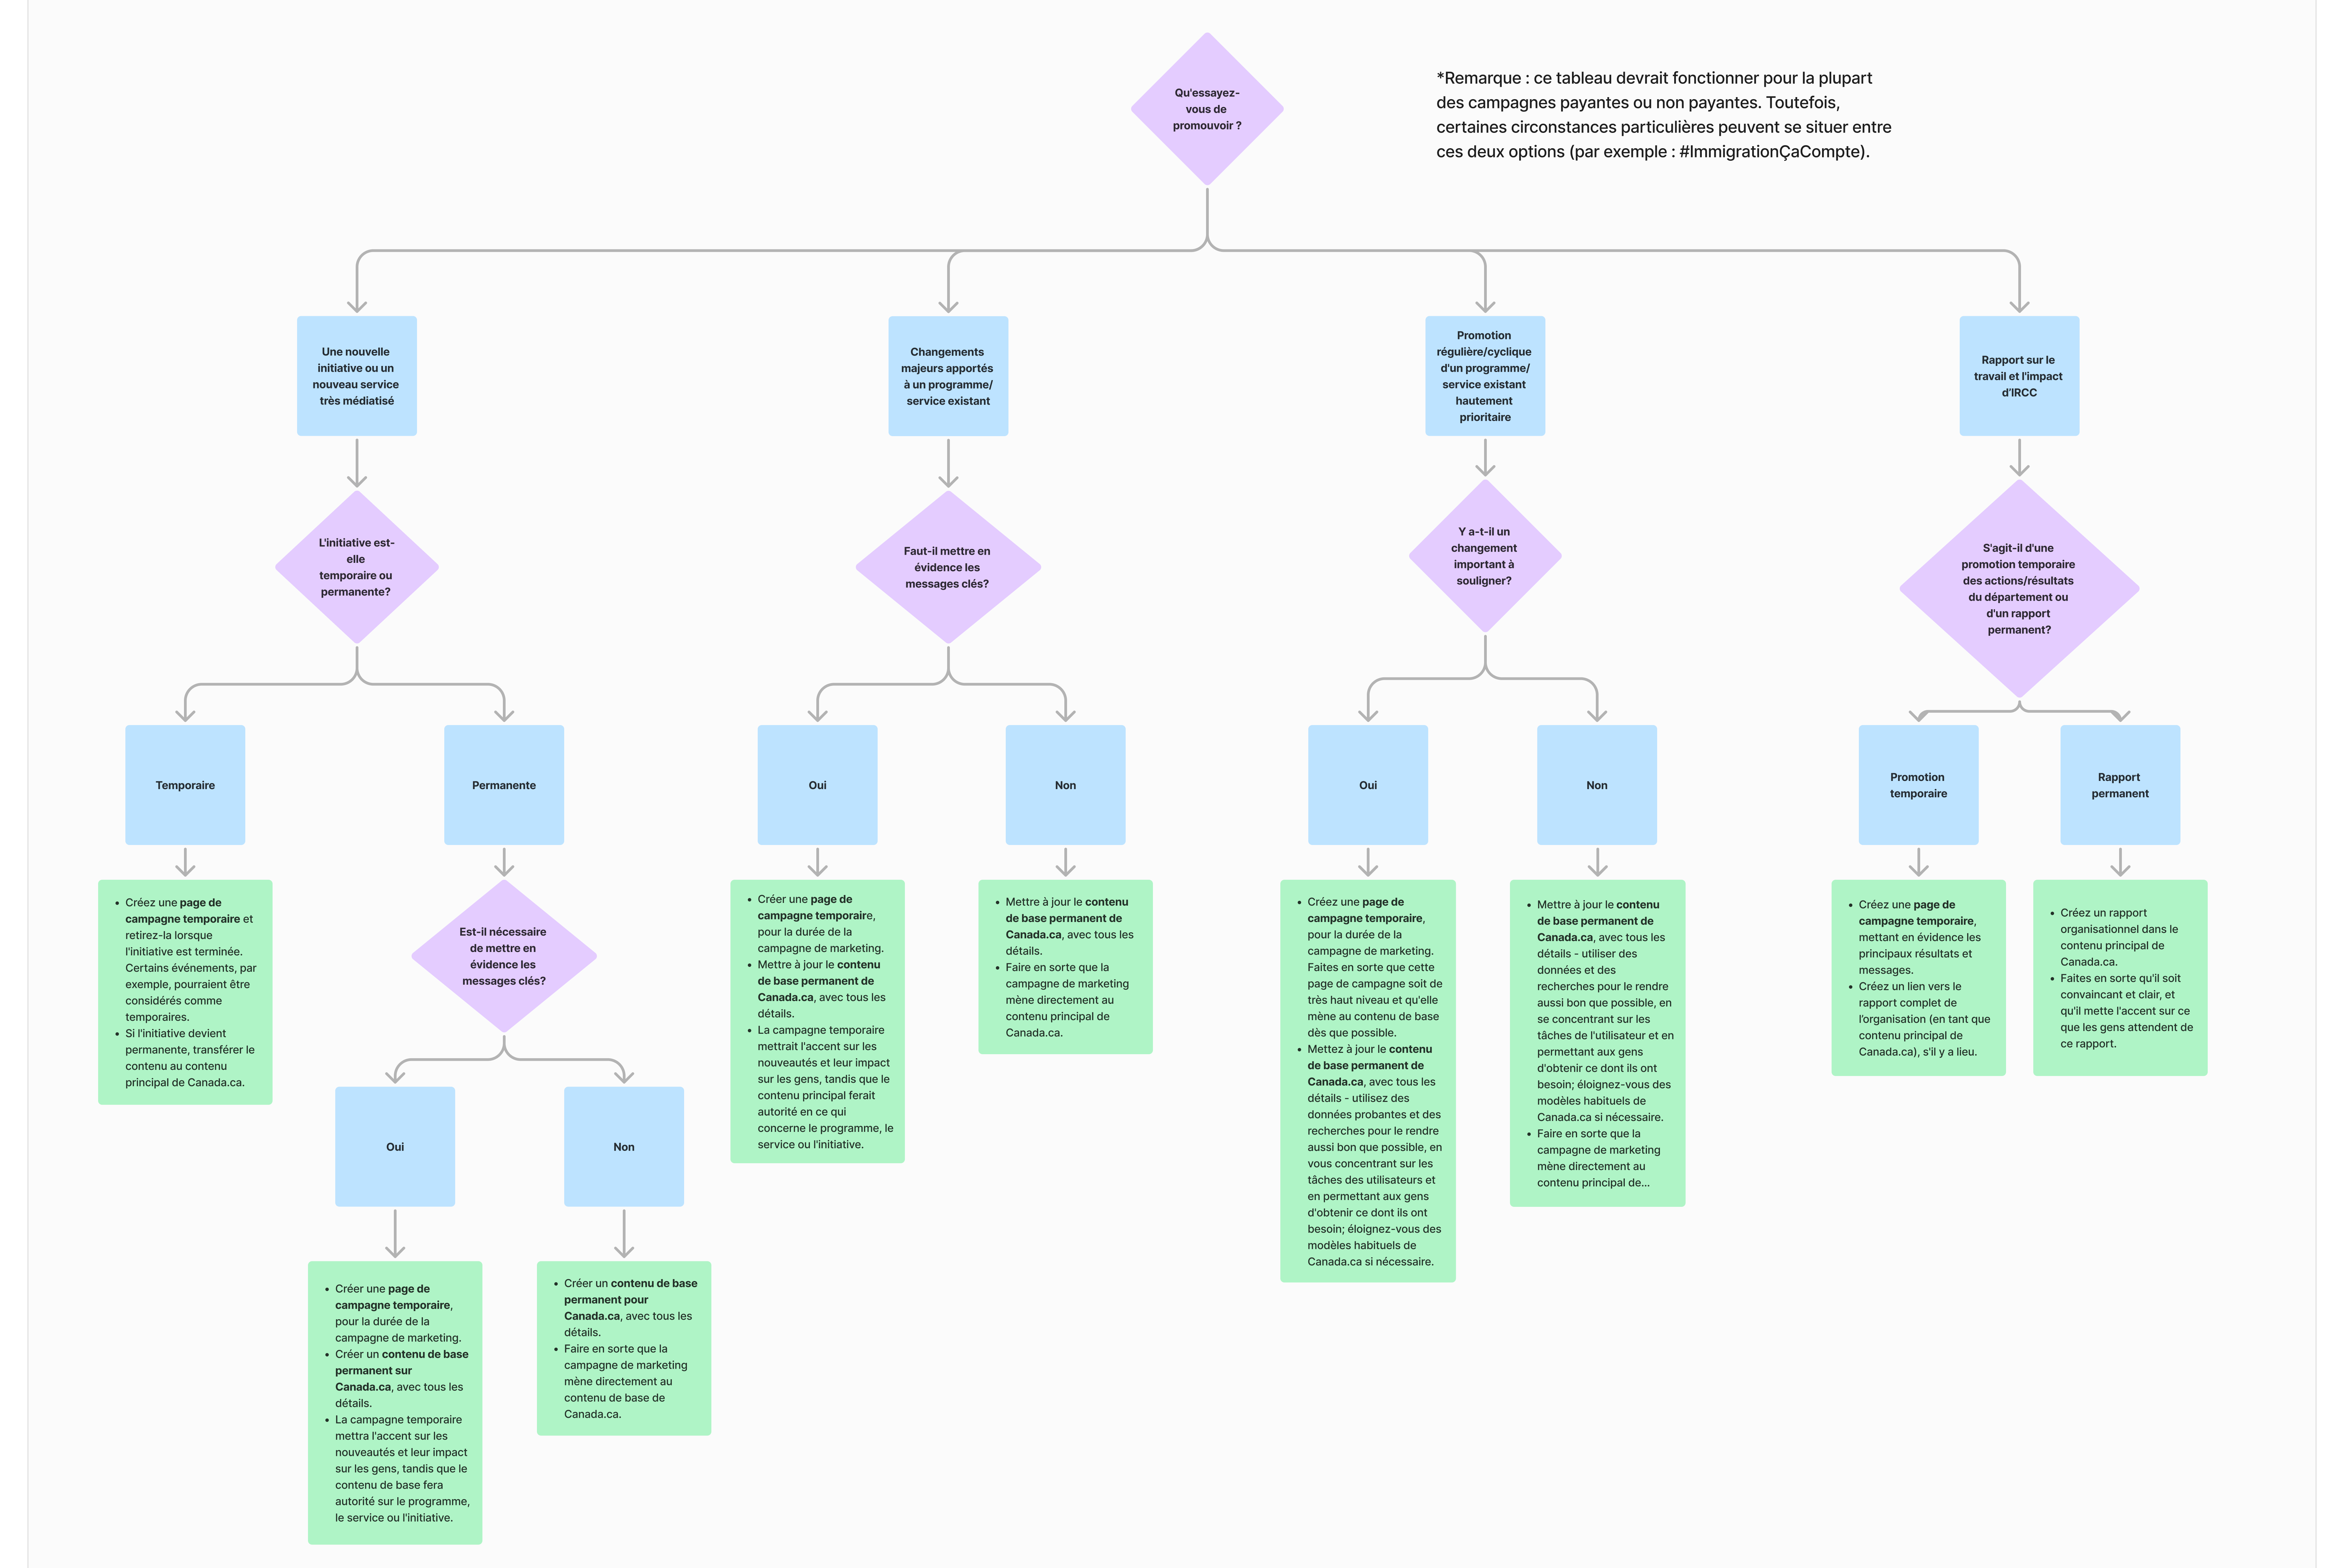 Qu'essayez-
vous de
promouvoir ?
*Remarque : ce tableau devrait fonctionner pour la plupart
des campagnes payantes ou non payantes. Toutefois,
certaines circonstances particulières peuvent se situer entre
ces deux options (par exemple : #ImmigrationÇaCompte).
Une nouvelle
initiative ou un
nouveau service
très médiatisé
Changements
majeurs apportés
à un programme/
service existant
Promotion
régulière/cyclique
d'un programme/
service existant
hautement
prioritaire
Rapport sur le
travail et l'impact
d'IRCC
L'initiative est-
elle
temporaire ou
permanente?
Faut-il mettre en
évidence les
messages clés?
Y a-t-il un
changement
important à
souligner?
S'agit-il d'une
promotion temporaire
des actions/résultats
du département ou
d'un rapport
permanent?
Temporaire
Permanente
Oui
Non
Oui
Non
Promotion
temporaire
Rapport
permanent
• Créez une page de
campagne temporaire et
retirez-la lorsque
l'initiative est terminée.
Certains événements, par
exemple, pourraient être
considérés comme
temporaires.
• Si l'initiative devient
permanente, transférer le
contenu au contenu
principal de Canada.ca.
Est-il nécessaire
de mettre en
évidence les
messages clés?
• Créer une page de
campagne temporaire,
pour la durée de la
campagne de marketing.
• Mettre à jour le contenu
de base permanent de
Canada.ca, avec tous les
détails.
• La campagne temporaire
mettrait l'accent sur les
nouveautés et leur impact
sur les gens, tandis que le
contenu principal ferait
autorité en ce qui
concerne le programme, le
service ou l'initiative.
• Mettre à jour le contenu
de base permanent de
Canada.ca, avec tous les
détails.
• Faire en sorte que la
campagne de marketing
mène directement au
contenu principal de
Canada.ca.
• Créez une page de
campagne temporaire,
pour la durée de la
campagne de marketing.
Faites en sorte que cette
page de campagne soit de
très haut niveau et qu'elle
mène au contenu de base
dès que possible.
• Mettez à jour le contenu
de base permanent de
Canada.ca, avec tous les
détails - utilisez des
données probantes et des
recherches pour le rendre
aussi bon que possible, en
vous concentrant sur les
tâches des utilisateurs et
en permettant aux gens
d'obtenir ce dont ils ont
besoin; éloignez-vous des
modèles habituels de
Canada.ca si nécessaire.
• Mettre à jour le contenu
de base permanent de
Canada.ca, avec tous les
détails - utiliser des
données et des
recherches pour le rendre
aussi bon que possible, en
se concentrant sur les
tâches de l'utilisateur et en
permettant aux gens
d'obtenir ce dont ils ont
besoin; éloignez-vous des
modèles habituels de
Canada.ca si nécessaire.
• Faire en sorte que la
campagne de marketing
mène directement au
contenu principal de...
• Créez une page de
campagne temporaire,
mettant en évidence les
principaux résultats et
messages.
• Créez un lien vers le
rapport complet de
l'organisation (en tant que
contenu principal de
Canada.ca), s'il y a lieu.
• Créez un rapport
organisationnel dans le
contenu principal de
Canada.ca.
• Faites en sorte qu'il soit
convaincant et clair, et
qu'il mette l'accent sur ce
que les gens attendent de
ce rapport.
Oui
Non
• Créer une page de
campagne temporaire,
pour la durée de la
campagne de marketing.
• Créer un contenu de base
permanent sur
Canada.ca, avec tous les
détails.
• La campagne temporaire
mettra l'accent sur les
nouveautés et leur impact
sur les gens, tandis que le
contenu de base fera
autorité sur le programme,
le service ou l'initiative.
• Créer un contenu de base
permanent pour
Canada.ca, avec tous les
détails.
• Faire en sorte que la
campagne de marketing
mène directement au
contenu de base de
Canada.ca.